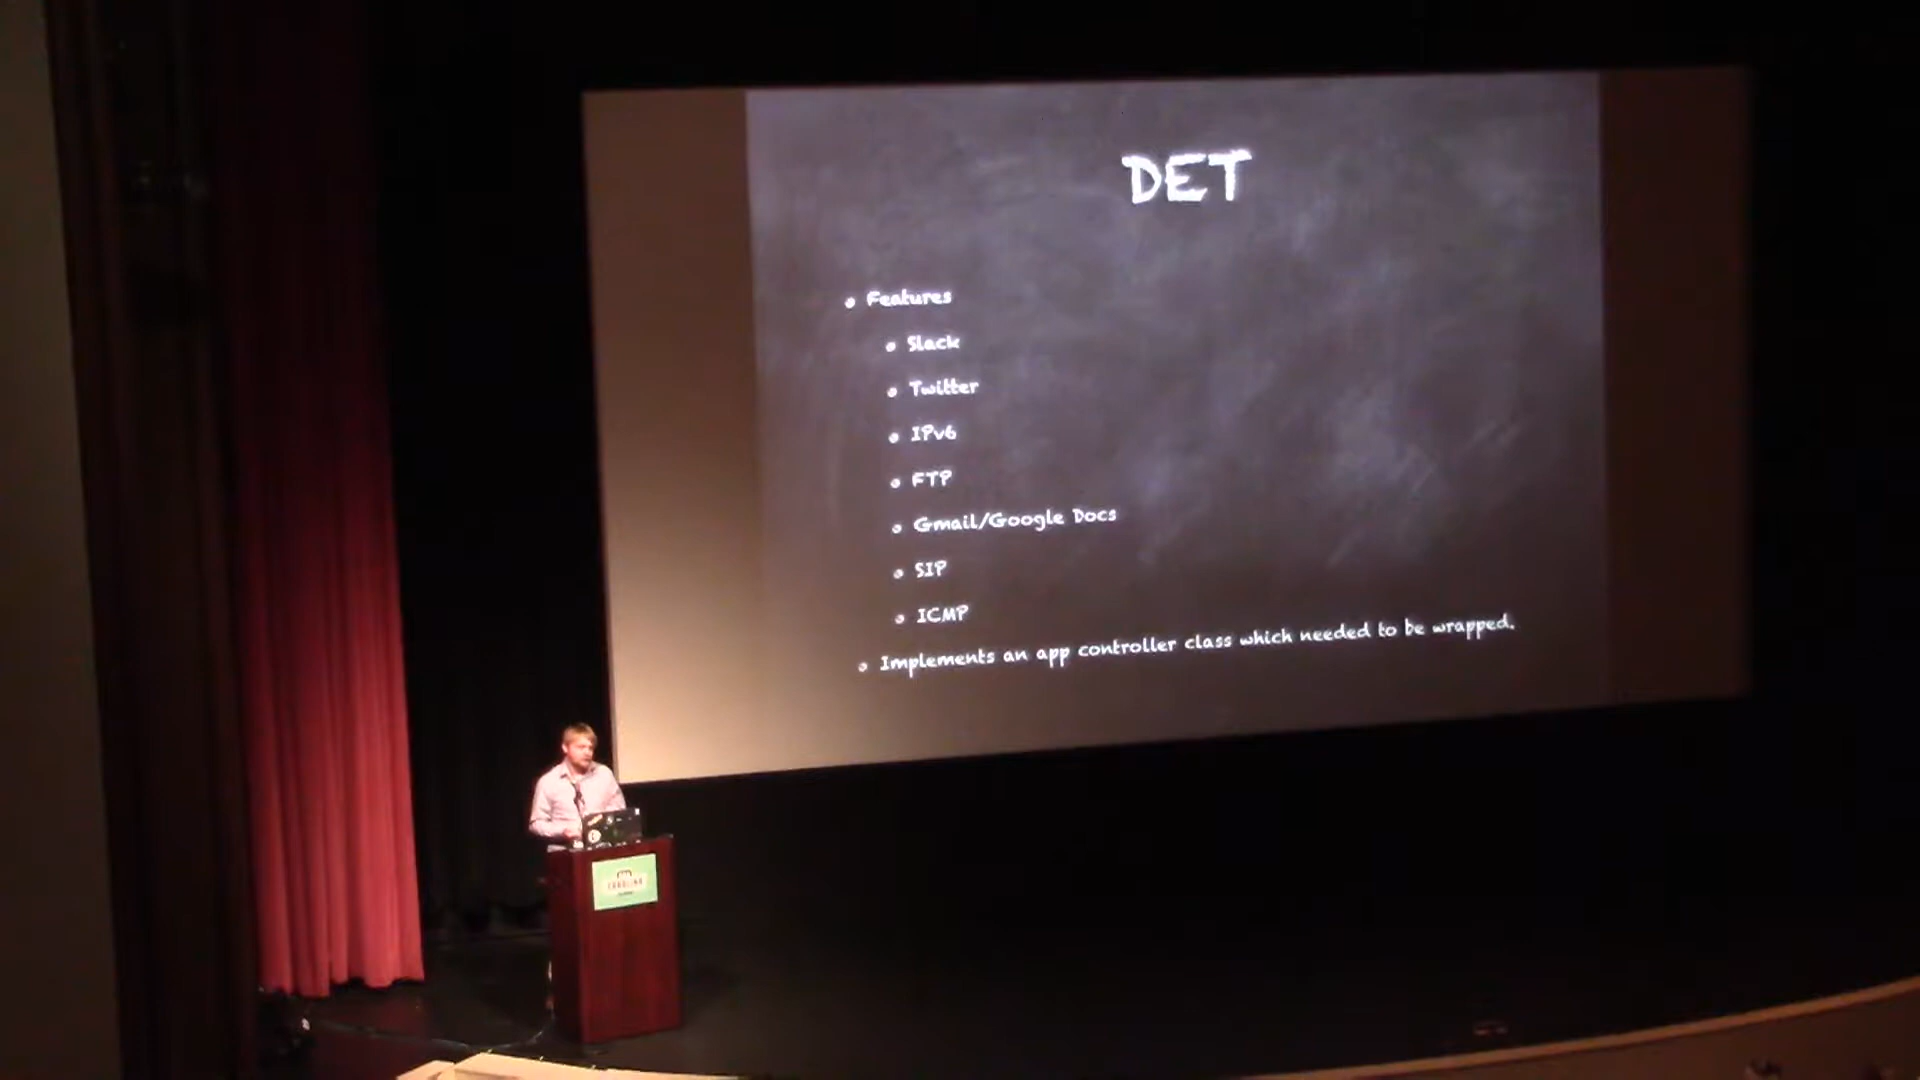 DET
Features
Slack
Twitter
IPv6
FTP
Gmail/Google Docs
SIP
ICMP
Implements an app controller class which needed to be wrapped.